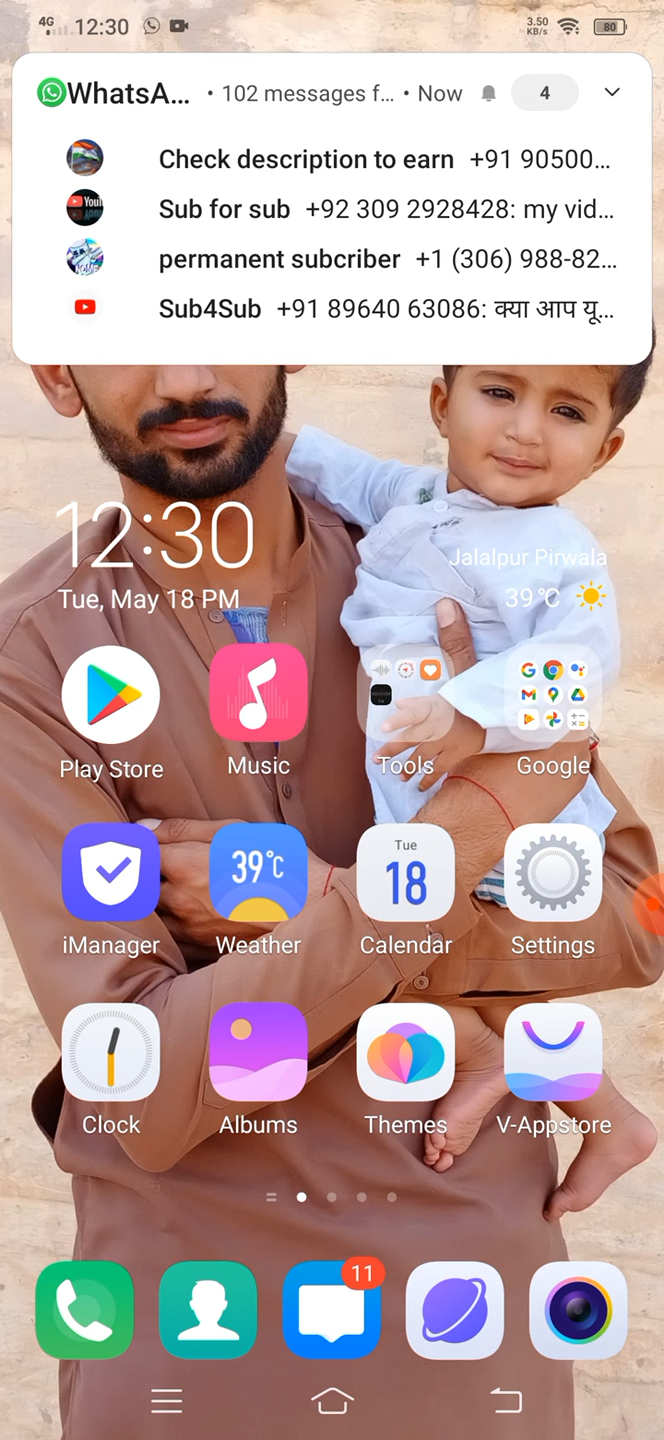 4G 12:30 3.50 KB/s 80
WhatsA... • 102 messages f... • Now 4
Check description to earn +91 90500...
Sub for sub +92 309 2928428: my vid...
permanent subcriber +1 (306) 988-82...
Sub4Sub +91 89640 63086: क्या आप यू...
12:30
Jalalpur Pirwala
Tue, May 18 PM 39°C
Play Store Music Tools Google
39°C Tue 18
iManager Weather Calendar Settings
Clock Albums Themes V-Appstore
11